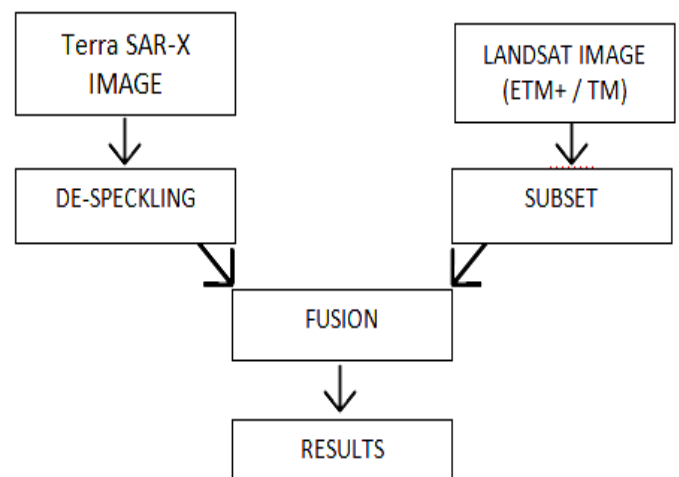 Terra SAR-X
IMAGE
LANDSAT IMAGE
(ETM+ / TM)
DE-SPECKLING
SUBSET
FUSION
RESULTS